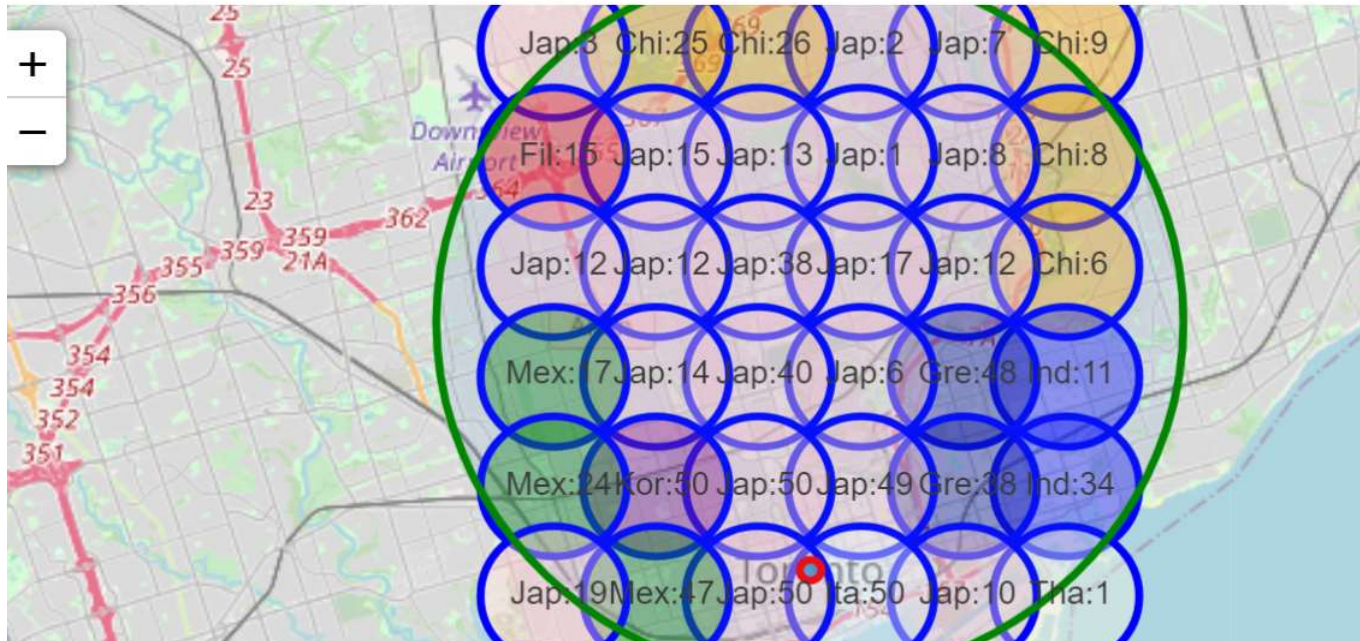 +
−
25
25
369
Jap:3 Chi:25 Chi:26 Jap:2 Jap:7 Chi:9
369
Airport
Fil:15 Jap:15 Jap:13 Jap:1 Jap:8 Chi:8
364
23
362
359
359
21A
355
356
Jap:12 Jap:12 Jap:38 Jap:17 Jap:12 Chi:6
354
354
352
351
Mex:17 Jap:14 Jap:40 Jap:6 Gre:48 Ind:11
Mex:24 Kor:50 Jap:50 Jap:49 Gre:38 Ind:34
Toronto
Jap:19 Mex:47 Jap:50 Ita:50 Jap:10 Tha:1
154